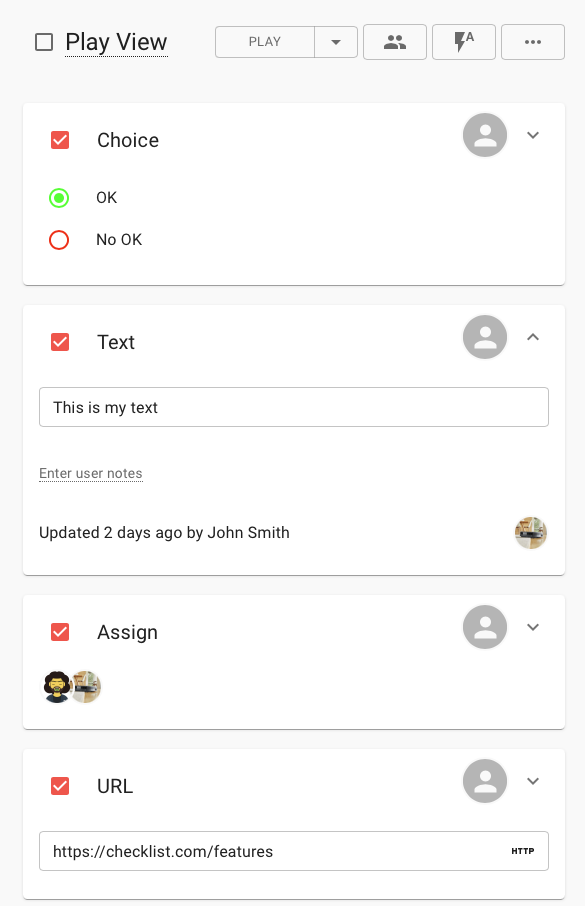 Play View
PLAY
A
Choice
OK
No OK
Text
This is my text
Enter user notes
Updated 2 days ago by John Smith
Assign
URL
https://checklist.com/features
HTTP